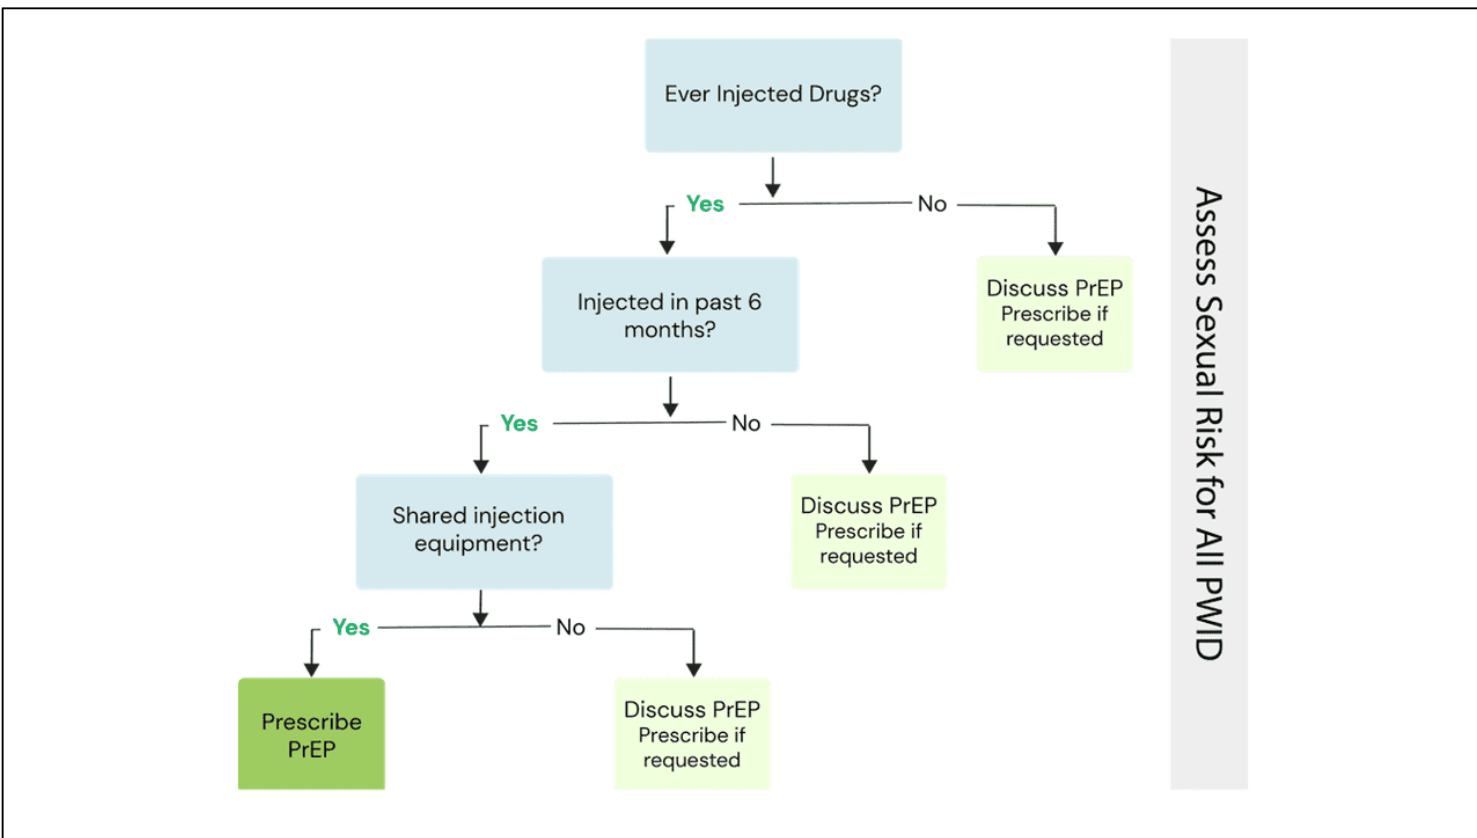 Ever Injected Drugs?
Yes
No
Injected in past 6
months?
Discuss PrEP
Prescribe if
requested
Yes
No
Shared injection
equipment?
Discuss PrEP
Prescribe if
requested
Yes
No
Prescribe
PrEP
Discuss PrEP
Prescribe if
requested
Assess Sexual Risk for All PWID